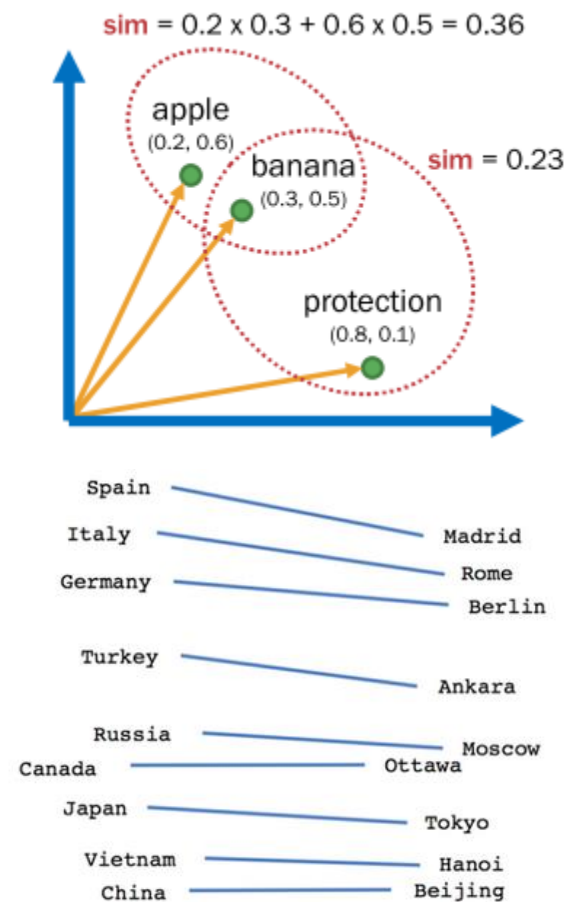 sim = 0.2 x 0.3 + 0.6 x 0.5 = 0.36
apple
(0.2, 0.6)
banana
(0.3, 0.5)
sim = 0.23
protection
(0.8, 0.1)
Spain
Madrid
Italy
Rome
Germany
Berlin
Turkey
Ankara
Russia
Moscow
Canada
Ottawa
Japan
Tokyo
Vietnam
Hanoi
China
Beijing